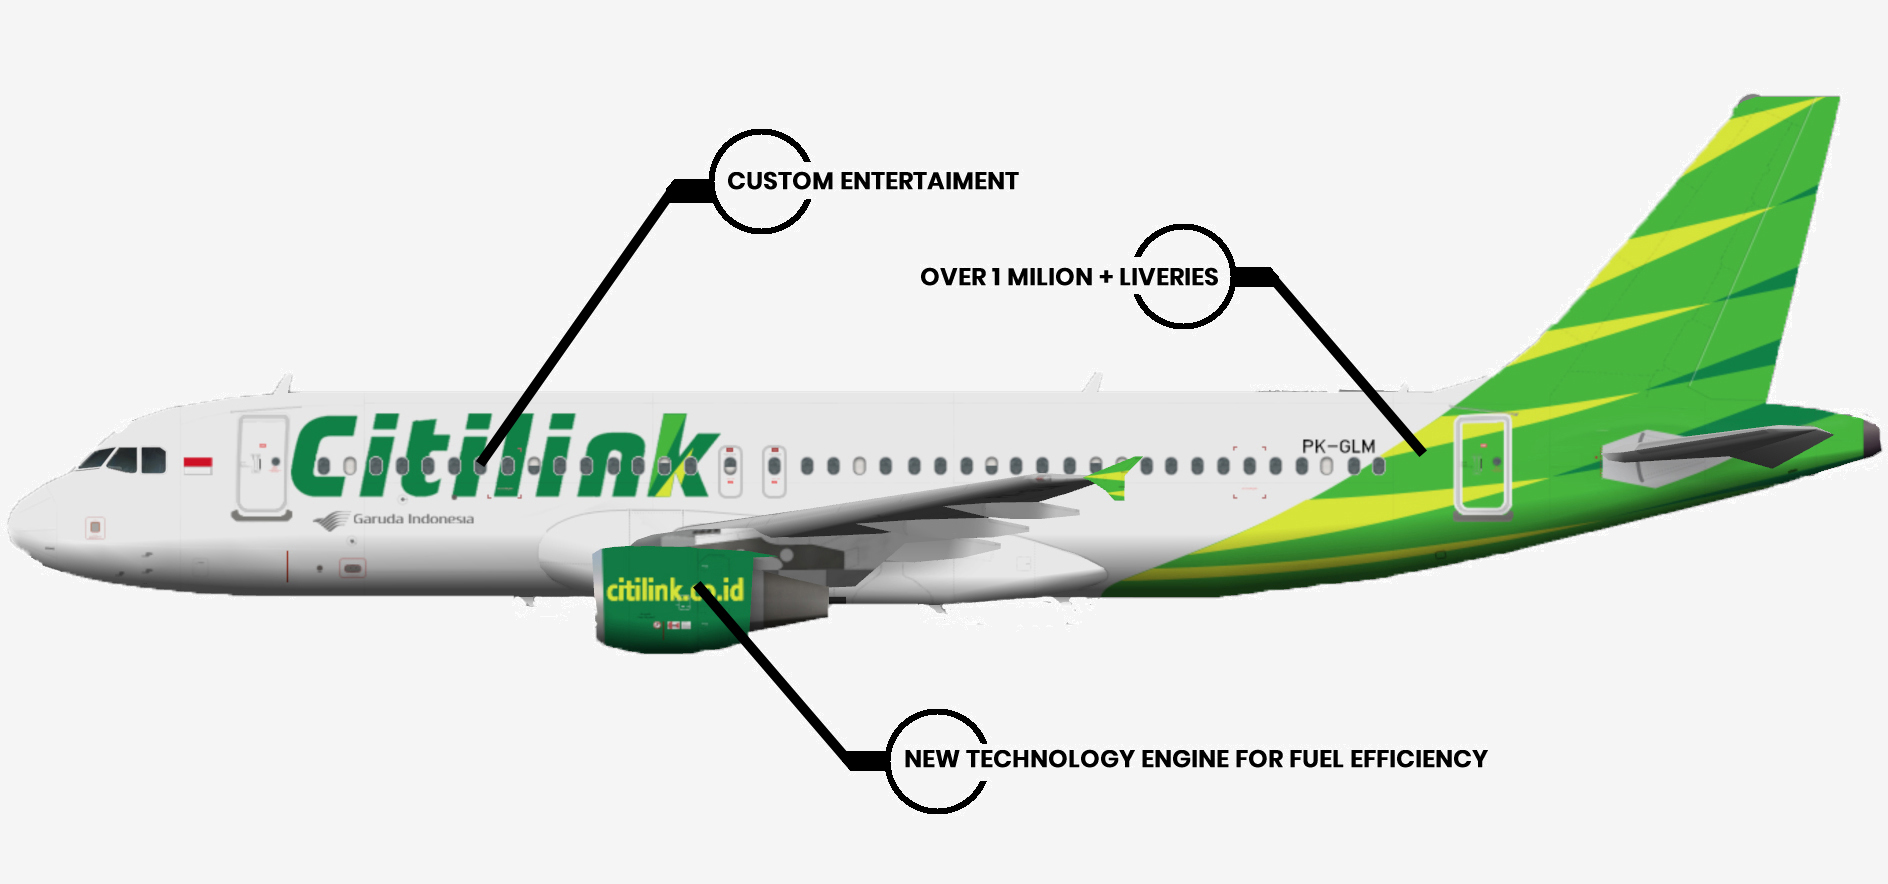 CUSTOM ENTERTAIMENT
OVER 1 MILION + LIVERIES
PK-GLM
Citilink
Garuda Indonesia
citilink.co.id
NEW TECHNOLOGY ENGINE FOR FUEL EFFICIENCY